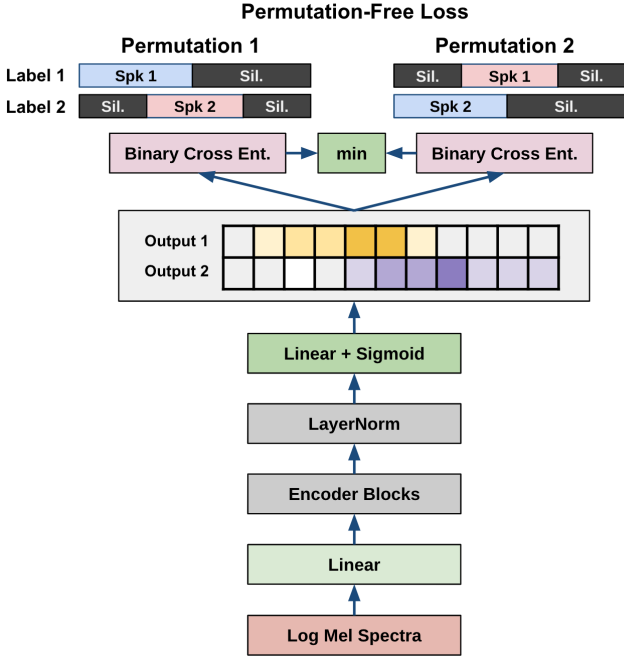 Permutation-Free Loss
Permutation 1 Permutation 2
Label 1 Spk 1 Sil. Sil. Spk 1 Sil.
Label 2 Sil. Spk 2 Sil. Spk 2 Sil.
Binary Cross Ent. min Binary Cross Ent.
Output 1
Output 2
Linear + Sigmoid
LayerNorm
Encoder Blocks
Linear
Log Mel Spectra